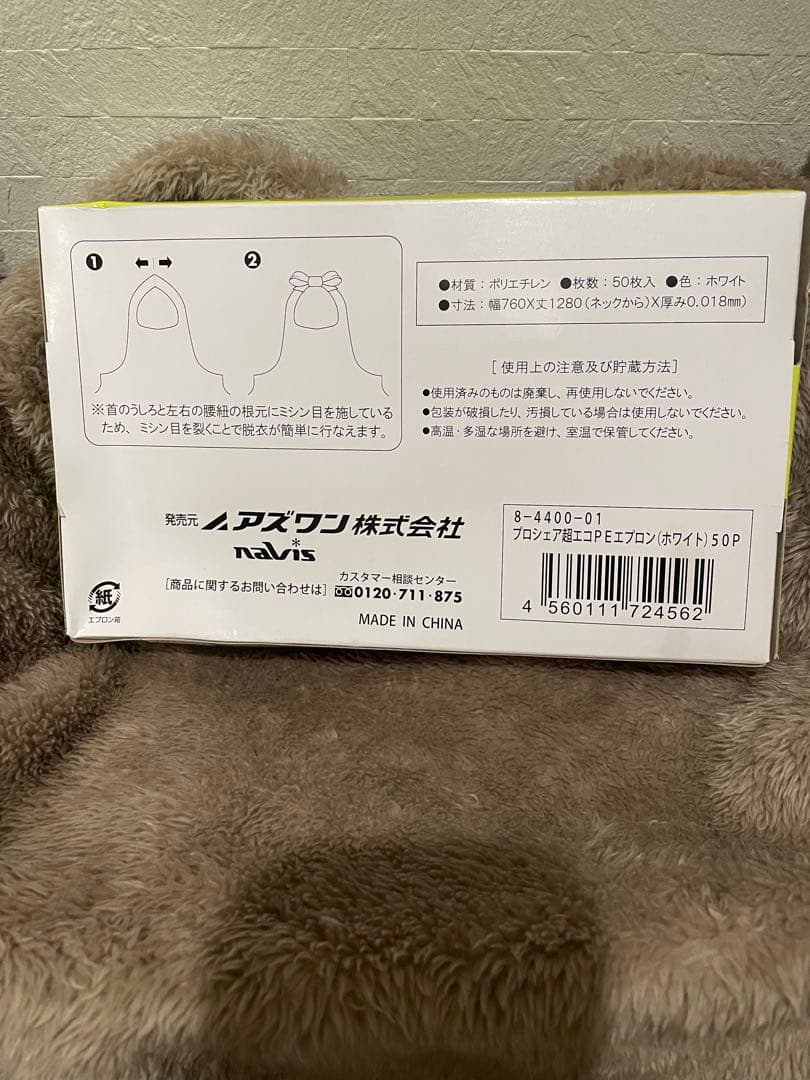 ❶
❷
※首のうしろと左右の腰紐の根元にミシン目を施している
ため、ミシン目を裂くことで脱衣が簡単に行なえます。
●材質：ポリエチレン ●枚数：50枚入 ●色：ホワイト
●寸法：幅760X丈1280（ネックから）X厚み0.018mm）
［使用上の注意及び貯蔵方法］
●使用済みのものは廃棄し、再使用しないでください。
●包装が破損したり、汚損している場合は使用しないでください。
●高温・多湿な場所を避け、室温で保管してください。
発売元 アズワン株式会社
navis
カスタマー相談センター
［商品に関するお問い合わせは］ 0120・711・875
MADE IN CHINA
紙
エプロン箱
8-4400-01
プロシェア超エコPEエプロン(ホワイト)50P
4 560111 724562